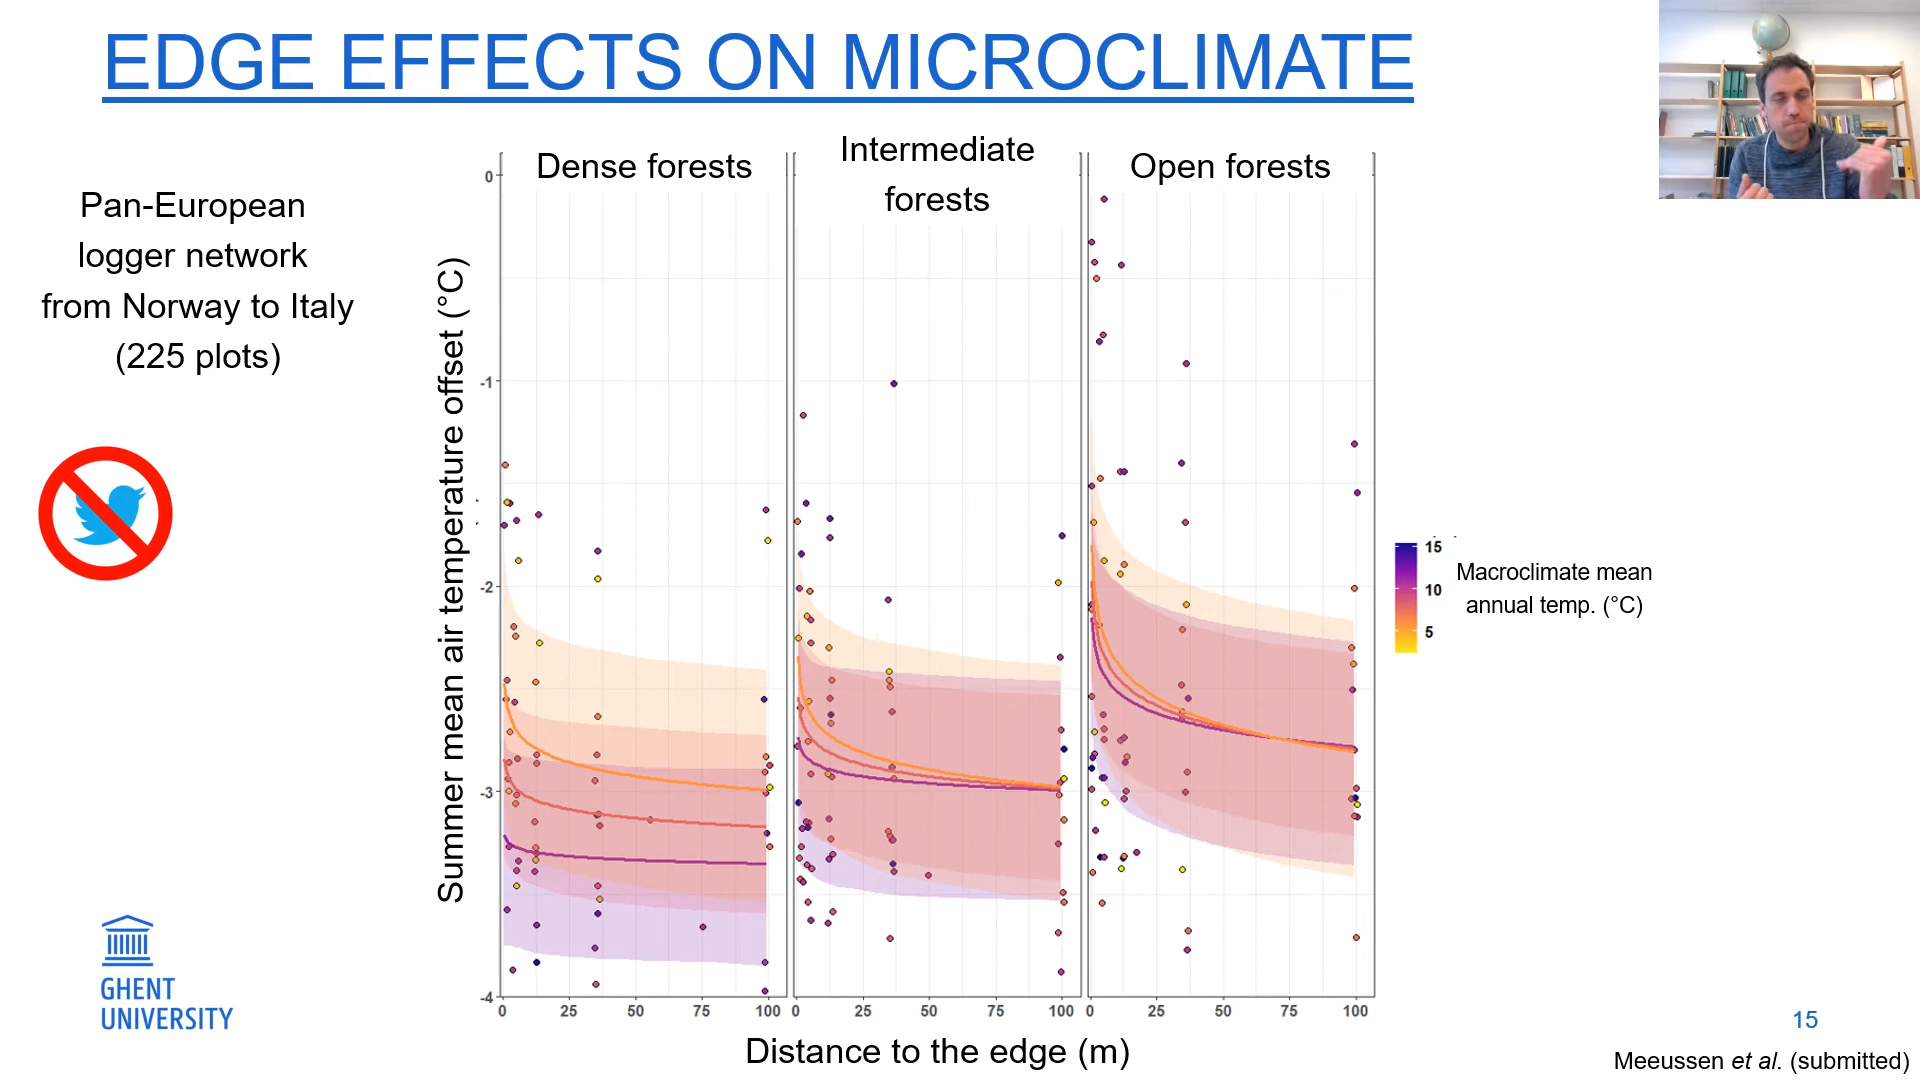 EDGE EFFECTS ON MICROCLIMATE
Pan-European
logger network
from Norway to Italy
(225 plots)
Dense forests
Intermediate
forests
Open forests
Summer mean air temperature offset (°C)
0
-1
-2
-3
-4
0 25 50 75 100
0 25 50 75 100
0 25 50 75 100
Distance to the edge (m)
15
10
5
Macroclimate mean
annual temp. (°C)
GHENT
UNIVERSITY
15
Meeussen et al. (submitted)